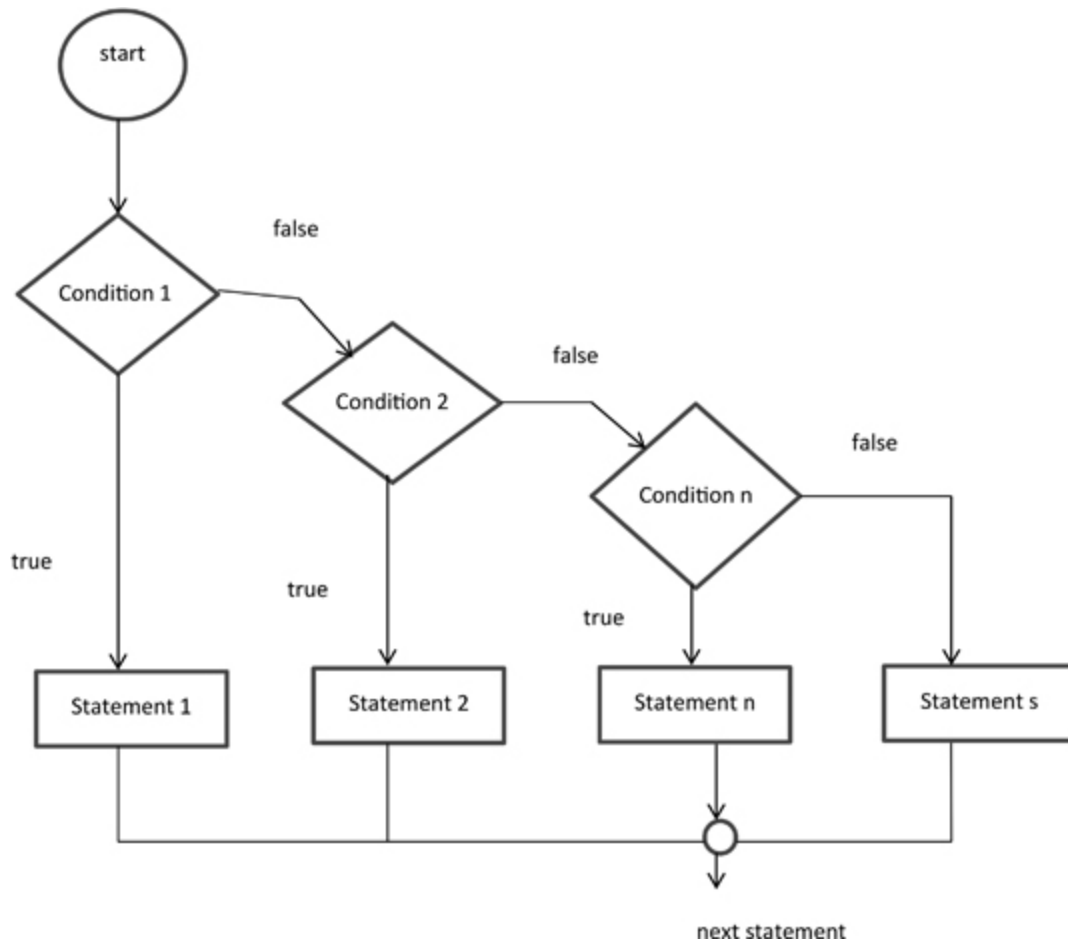 start
false
Condition 1
false
Condition 2
false
Condition n
true
true
true
Statement 1
Statement 2
Statement n
Statement s
next statement